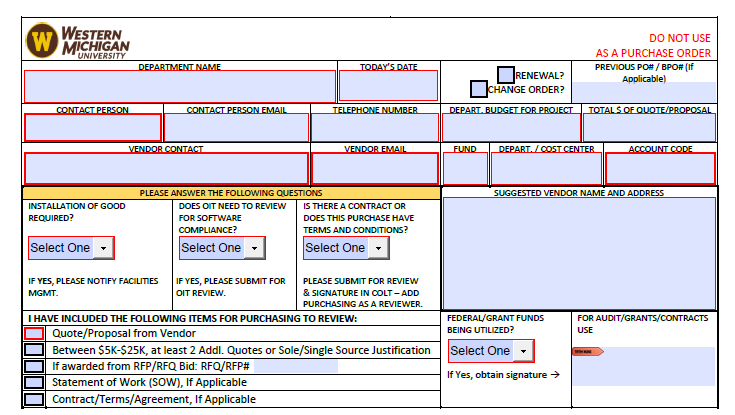 WESTERN
MICHIGAN
UNIVERSITY
DO NOT USE
AS A PURCHASE ORDER
DEPARTMENT NAME
TODAY'S DATE
RENEWAL?
CHANGE ORDER?
PREVIOUS PO# / BPO# (If
Applicable)
CONTACT PERSON
CONTACT PERSON EMAIL
TELEPHONE NUMBER
DEPART. BUDGET FOR PROJECT
TOTAL $ OF QUOTE/PROPOSAL
VENDOR CONTACT
VENDOR EMAIL
FUND
DEPART. / COST CENTER
ACCOUNT CODE
PLEASE ANSWER THE FOLLOWING QUESTIONS
SUGGESTED VENDOR NAME AND ADDRESS
INSTALLATION OF GOOD
REQUIRED?
Select One
IF YES, PLEASE NOTIFY FACILITIES
MGMT.
DOES OIT NEED TO REVIEW
FOR SOFTWARE
COMPLIANCE?
Select One
IF YES, PLEASE SUBMIT FOR
OIT REVIEW.
IS THERE A CONTRACT OR
DOES THIS PURCHASE HAVE
TERMS AND CONDITIONS?
Select One
PLEASE SUBMIT FOR REVIEW
& SIGNATURE IN COLT – ADD
PURCHASING AS A REVIEWER.
I HAVE INCLUDED THE FOLLOWING ITEMS FOR PURCHASING TO REVIEW:
Quote/Proposal from Vendor
Between $5K-$25K, at least 2 Addl. Quotes or Sole/Single Source Justification
If awarded from RFP/RFQ Bid: RFQ/RFP#
Statement of Work (SOW), If Applicable
Contract/Terms/Agreement, If Applicable
FEDERAL/GRANT FUNDS
BEING UTILIZED?
Select One
If Yes, obtain signature →
FOR AUDIT/GRANTS/CONTRACTS
USE